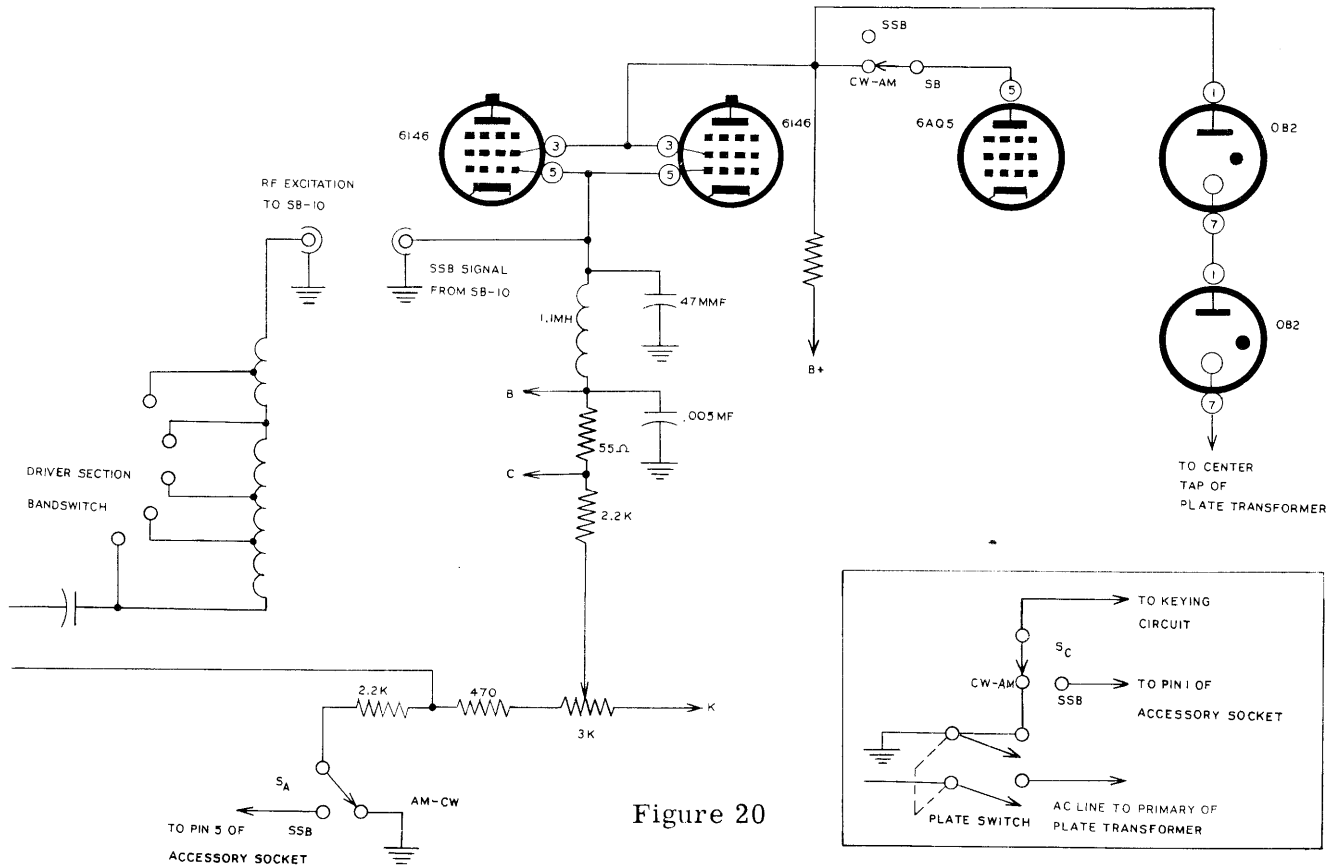 SSB
CW-AM
SB
6146
6146
6AQ5
OB2
3
3
5
5
5
1
7
1
7
OB2
RF EXCITATION
TO SB-10
SSB SIGNAL
FROM SB-10
47MMF
1.1MH
B
.005MF
55Ω
C
2.2K
B+
TO CENTER
TAP OF
PLATE TRANSFORMER
DRIVER SECTION
BANDSWITCH
2.2K
470
3K
K
SA
AM-CW
SSB
TO PIN 5 OF
ACCESSORY SOCKET
Figure 20
TO KEYING
CIRCUIT
SC
CW-AM
SSB
TO PIN 1 OF
ACCESSORY SOCKET
PLATE SWITCH
AC LINE TO PRIMARY OF
PLATE TRANSFORMER